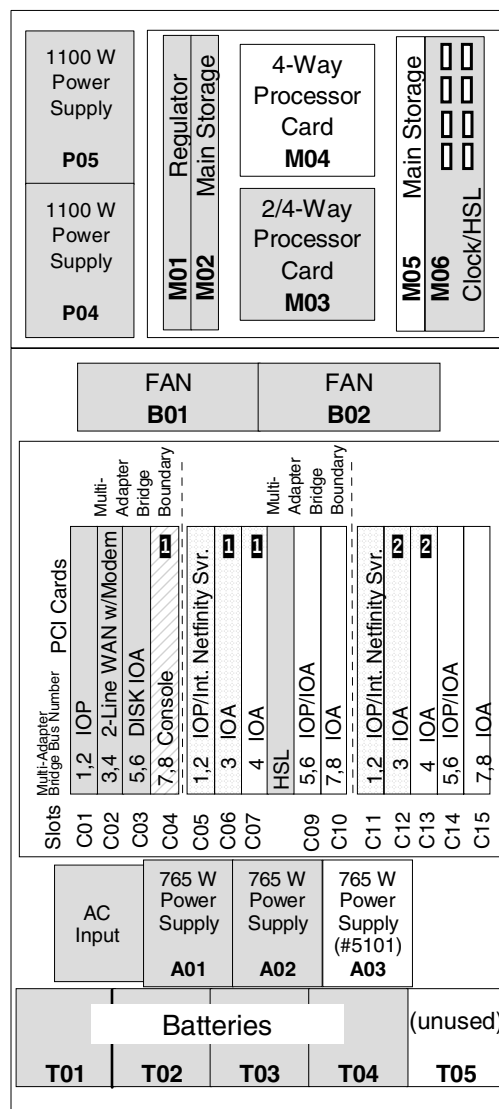 1100 W
Power
Supply
P05
1100 W
Power
Supply
P04
M01 Regulator
M02 Main Storage
4-Way
Processor
Card
M04
2/4-Way
Processor
Card
M03
M05 Main Storage
M06
Clock/HSL
FAN
B01
FAN
B02
Multi-
Adapter
Bridge
Boundary
Multi-
Adapter
Bridge
Boundary
Slots
Multi-Adapter
Bridge Bus Number
PCI Cards
C01 1,2 IOP
C02 3,4 2-Line WAN w/Modem
C03 5,6 DISK IOA
C04 7,8 Console 1
C05 1,2 IOP/Int. Netfinity Svr.
C06 3 IOA 1
C07 4 IOA 1
HSL
C09 5,6 IOP/IOA
C10 7,8 IOA
C11 1,2 IOP/Int. Netfinity Svr.
C12 3 IOA 2
C13 4 IOA 2
C14 5,6 IOP/IOA
C15 7,8 IOA
AC
Input
765 W
Power
Supply
A01
765 W
Power
Supply
A02
765 W
Power
Supply
(#5101)
A03
Batteries
(unused)
T01 T02 T03 T04 T05